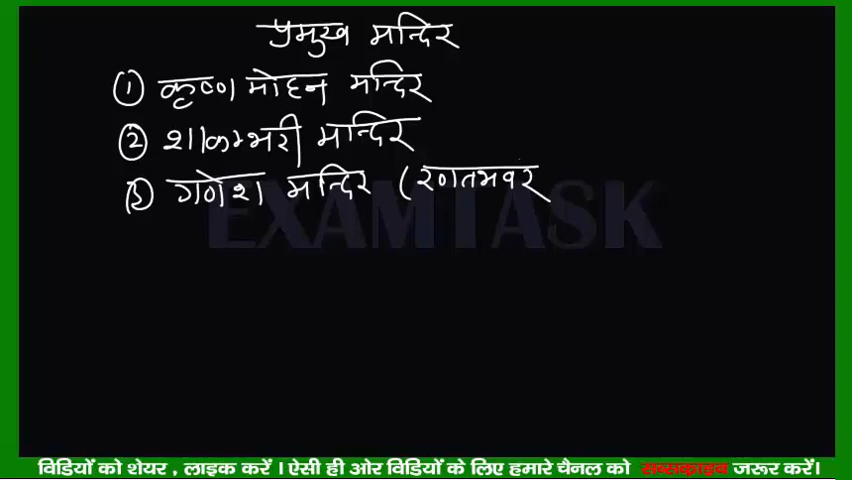 प्रमुख मन्दिर
① कृष्ण मोहन मन्दिर
② शाकम्भरी मन्दिर
③ गणेश मन्दिर (रणतभवर
EXAMTASK
विडियों को शेयर , लाइक करें । ऐसी ही ओर विडियों के लिए हमारे चैनल को सब्सक्राइब जरूर करें।